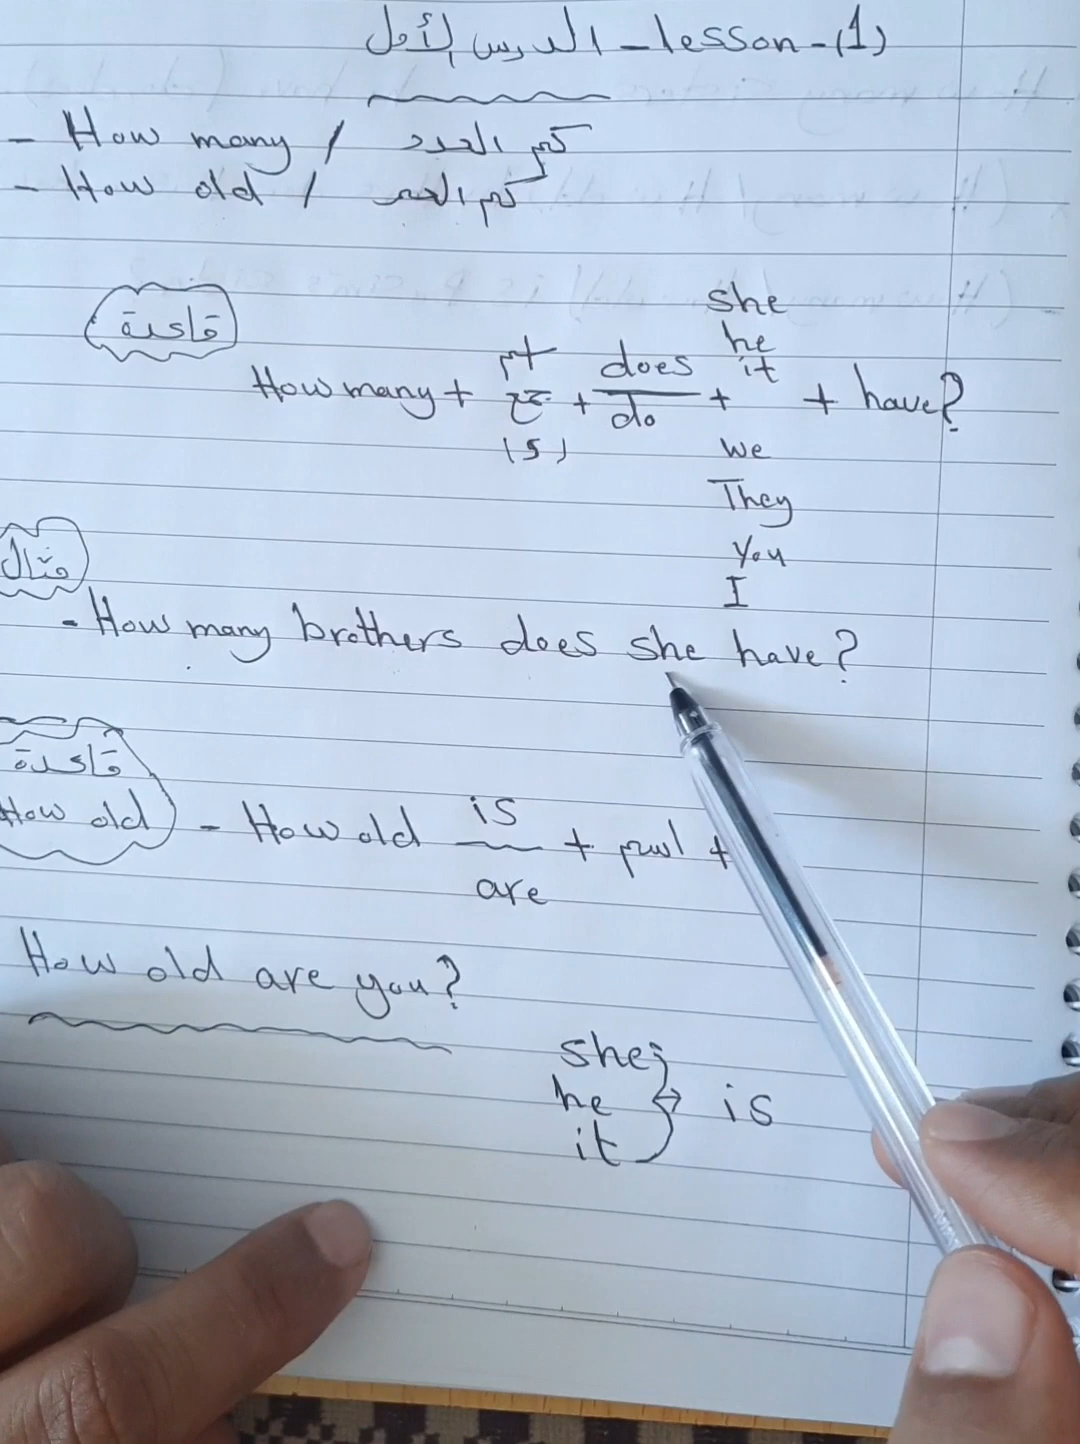 الدرس الأول - lesson - (1)
- How many / كم العدد
- How old / كم العمر
قاعدة
she
he
it
How many + اسم جمع (s) + does / do + + have?
we
They
you
I
مثال
- How many brothers does she have?
قاعدة
How old
- How old is / are + اسم +
How old are you?
she
he
it
is